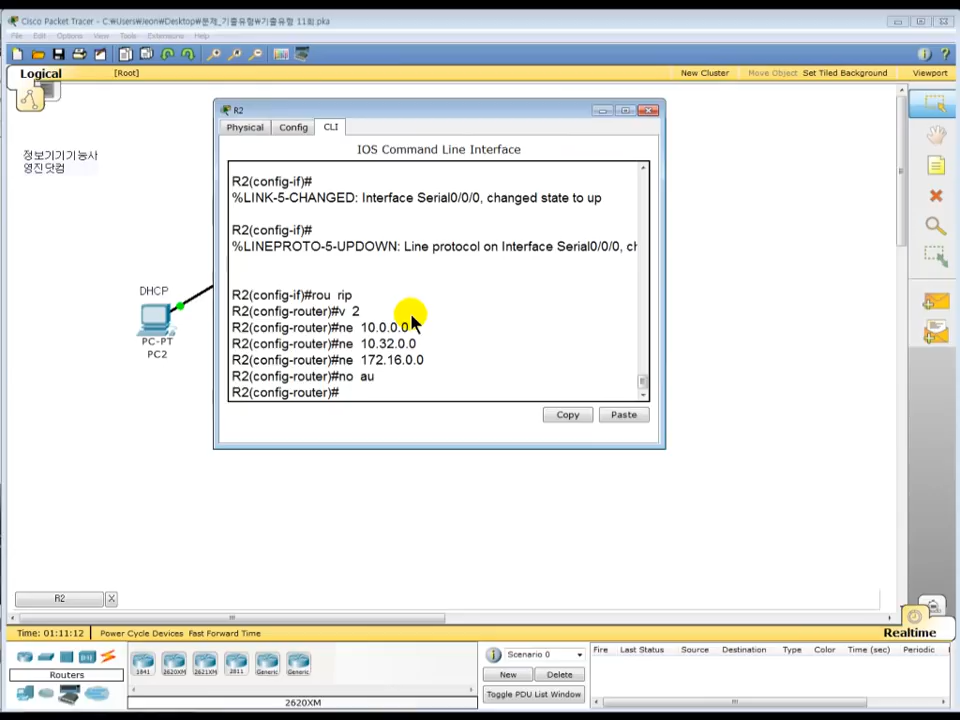 Cisco Packet Tracer - C:\Users\Jeon\Desktop\문제_기출유형\기출유형 11회.pka
File Edit Options View Tools Extensions Help
Logical [Root] New Cluster Move Object Set Tiled Background Viewport
정보기기기능사
영진닷컴
R2
Physical Config CLI
IOS Command Line Interface
R2(config-if)#
%LINK-5-CHANGED: Interface Serial0/0/0, changed state to up
R2(config-if)#
%LINEPROTO-5-UPDOWN: Line protocol on Interface Serial0/0/0, ch
R2(config-if)#rou rip
R2(config-router)#v 2
R2(config-router)#ne 10.0.0.0
R2(config-router)#ne 10.32.0.0
R2(config-router)#ne 172.16.0.0
R2(config-router)#no au
R2(config-router)#
Copy Paste
DHCP
PC-PT
PC2
R2 X
Time: 01:11:12 Power Cycle Devices Fast Forward Time
Realtime
Routers
1841 2620XM 2621XM 2811 Generic Generic
2620XM
Scenario 0
New Delete
Toggle PDU List Window
Fire Last Status Source Destination Type Color Time (sec) Periodic